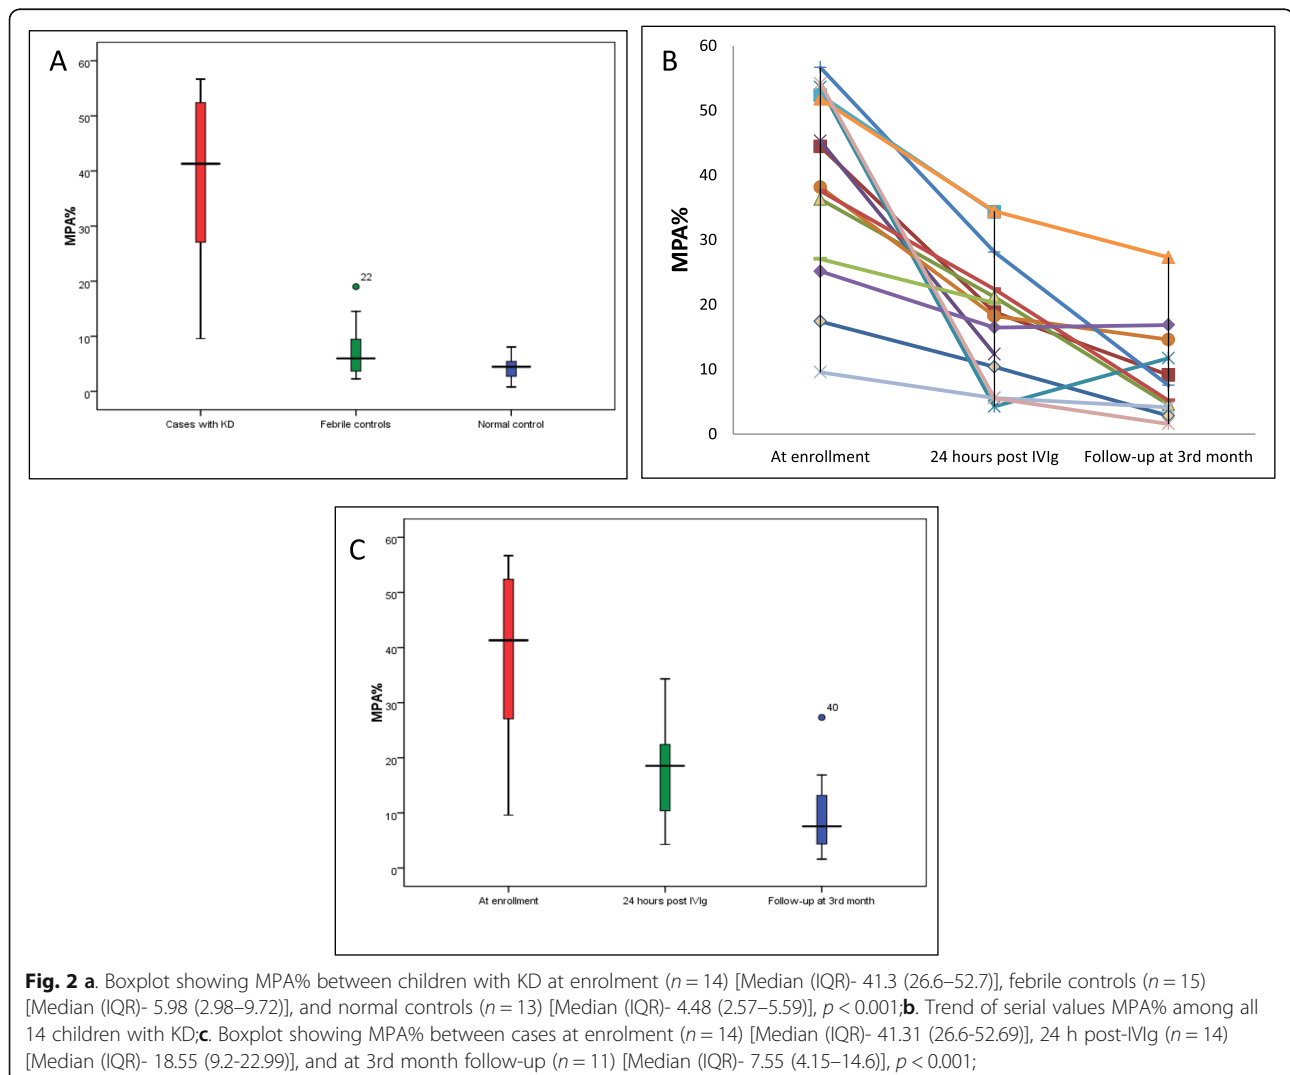 A
60
50
40
30
20
10
0
MPA%
22
Cases with KD
Febrile controls
Normal control
B
60
50
40
30
20
10
0
MPA%
At enrollment
24 hours post IVIg
Follow-up at 3rd month
C
60
50
40
30
20
10
0
MPA%
40
At enrollment
24 hours post IVIg
Follow-up at 3rd month
Fig. 2 a. Boxplot showing MPA% between children with KD at enrolment (n = 14) [Median (IQR)- 41.3 (26.6–52.7)], febrile controls (n = 15)
[Median (IQR)- 5.98 (2.98–9.72)], and normal controls (n = 13) [Median (IQR)- 4.48 (2.57–5.59)], p < 0.001;b. Trend of serial values MPA% among all
14 children with KD;c. Boxplot showing MPA% between cases at enrolment (n = 14) [Median (IQR)- 41.31 (26.6-52.69)], 24 h post-IVIg (n = 14)
[Median (IQR)- 18.55 (9.2-22.99)], and at 3rd month follow-up (n = 11) [Median (IQR)- 7.55 (4.15–14.6)], p < 0.001;